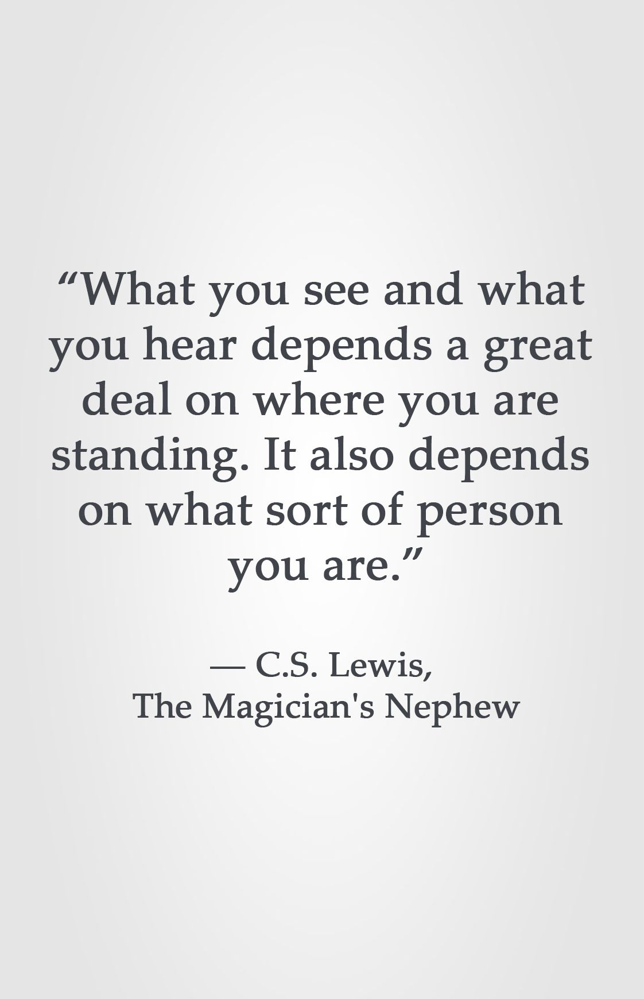 “What you see and what
you hear depends a great
deal on where you are
standing. It also depends
on what sort of person
you are.”
— C.S. Lewis,
The Magician's Nephew